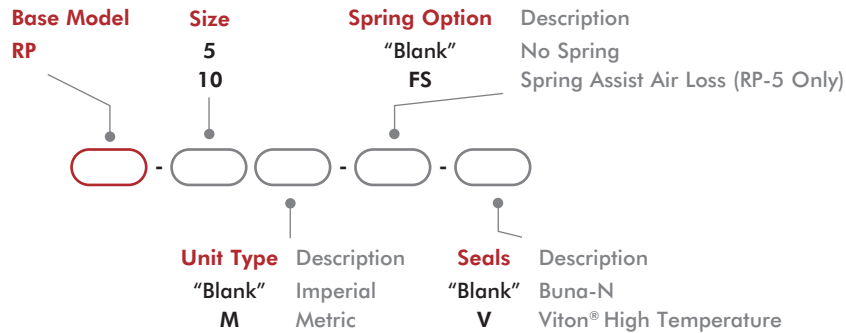 Base Model Size Spring Option Description
RP 5 “Blank” No Spring
10 FS Spring Assist Air Loss (RP-5 Only)
- - -
Unit Type Description Seals Description
“Blank” Imperial “Blank” Buna-N
M Metric V Viton® High Temperature